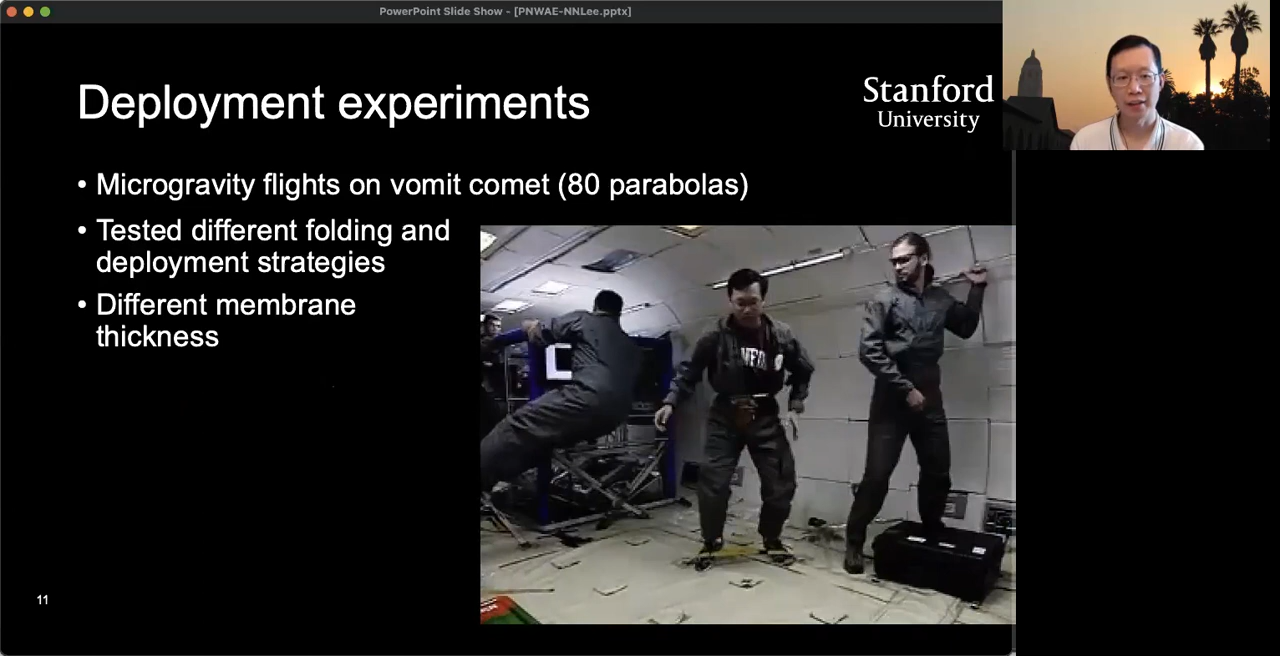 PowerPoint Slide Show - [PNWAE-NNLee.pptx]
Deployment experiments
Stanford
University
• Microgravity flights on vomit comet (80 parabolas)
• Tested different folding and
deployment strategies
• Different membrane
thickness
11